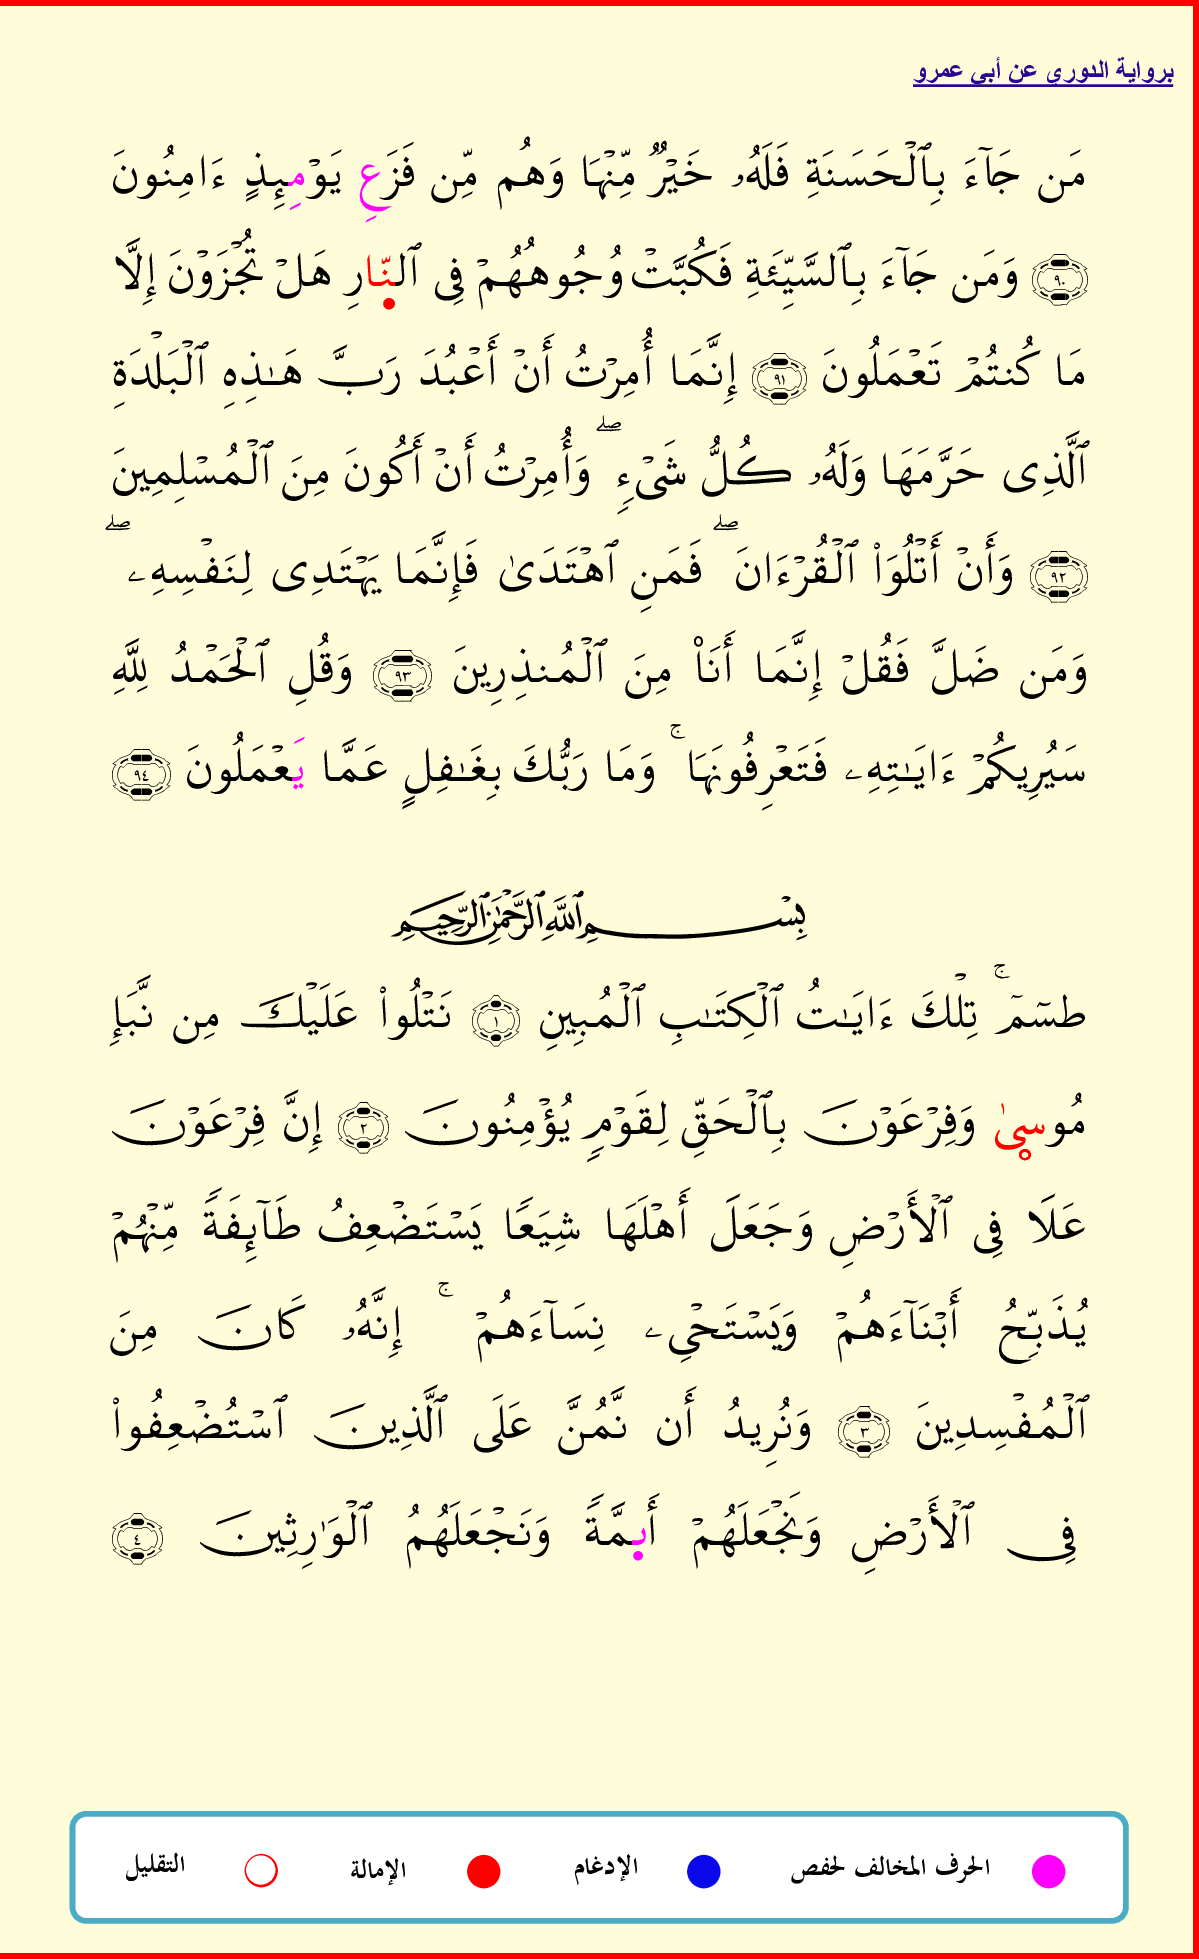 برواية الدوري عن أبي عمرو
مَن جَآءَ بِٱلْحَسَنَةِ فَلَهُۥ خَيْرٌ مِّنْهَا وَهُم مِّن فَزَعِ يَوْمِئِذٍ ءَامِنُونَ
٩٠ وَمَن جَآءَ بِٱلسَّيِّئَةِ فَكُبَّتْ وُجُوهُهُمْ فِى ٱلنّ۪ارِ هَلْ تُجْزَوْنَ إِلَّا
مَا كُنتُمْ تَعْمَلُونَ ٩١ إِنَّمَا أُمِرْتُ أَنْ أَعْبُدَ رَبَّ هَٰذِهِ ٱلْبَلْدَةِ
ٱلَّذِى حَرَّمَهَا وَلَهُۥ كُلُّ شَىْءٍ ۖ وَأُمِرْتُ أَنْ أَكُونَ مِنَ ٱلْمُسْلِمِينَ
٩٢ وَأَنْ أَتْلُوَا۟ ٱلْقُرْءَانَ ۖ فَمَنِ ٱهْتَدَىٰ فَإِنَّمَا يَهْتَدِى لِنَفْسِهِۦ ۖ
وَمَن ضَلَّ فَقُلْ إِنَّمَا أَنَا۠ مِنَ ٱلْمُنذِرِينَ ٩٣ وَقُلِ ٱلْحَمْدُ لِلَّهِ
سَيُرِيكُمْ ءَايَٰتِهِۦ فَتَعْرِفُونَهَا ۚ وَمَا رَبُّكَ بِغَٰفِلٍ عَمَّا يَعْمَلُونَ ٩٤
بِسْمِ ٱللَّهِ ٱلرَّحْمَٰنِ ٱلرَّحِيمِ
طسٓمٓ ۚ تِلْكَ ءَايَٰتُ ٱلْكِتَٰبِ ٱلْمُبِينِ ١ نَتْلُوا۟ عَلَيْكَ مِن نَّبَإِ
مُوسىٰ وَفِرْعَوْنَ بِٱلْحَقِّ لِقَوْمٍ يُؤْمِنُونَ ٢ إِنَّ فِرْعَوْنَ
عَلَا فِى ٱلْأَرْضِ وَجَعَلَ أَهْلَهَا شِيَعًا يَسْتَضْعِفُ طَآئِفَةً مِّنْهُمْ
يُذَبِّحُ أَبْنَآءَهُمْ وَيَسْتَحْىِۦ نِسَآءَهُمْ ۚ إِنَّهُۥ كَانَ مِنَ
ٱلْمُفْسِدِينَ ٣ وَنُرِيدُ أَن نَّمُنَّ عَلَى ٱلَّذِينَ ٱسْتُضْعِفُوا۟
فِى ٱلْأَرْضِ وَنَجْعَلَهُمْ أَى۪مَّةً وَنَجْعَلَهُمُ ٱلْوَٰرِثِينَ ٤
الحرف المخالف لحفص الإدغام الإمالة التقليل